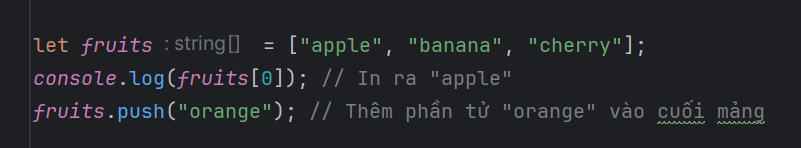 let fruits : string[] = ["apple", "banana", "cherry"];
console.log(fruits[0]); // In ra "apple"
fruits.push("orange"); // Thêm phần tử "orange" vào cuối mảng